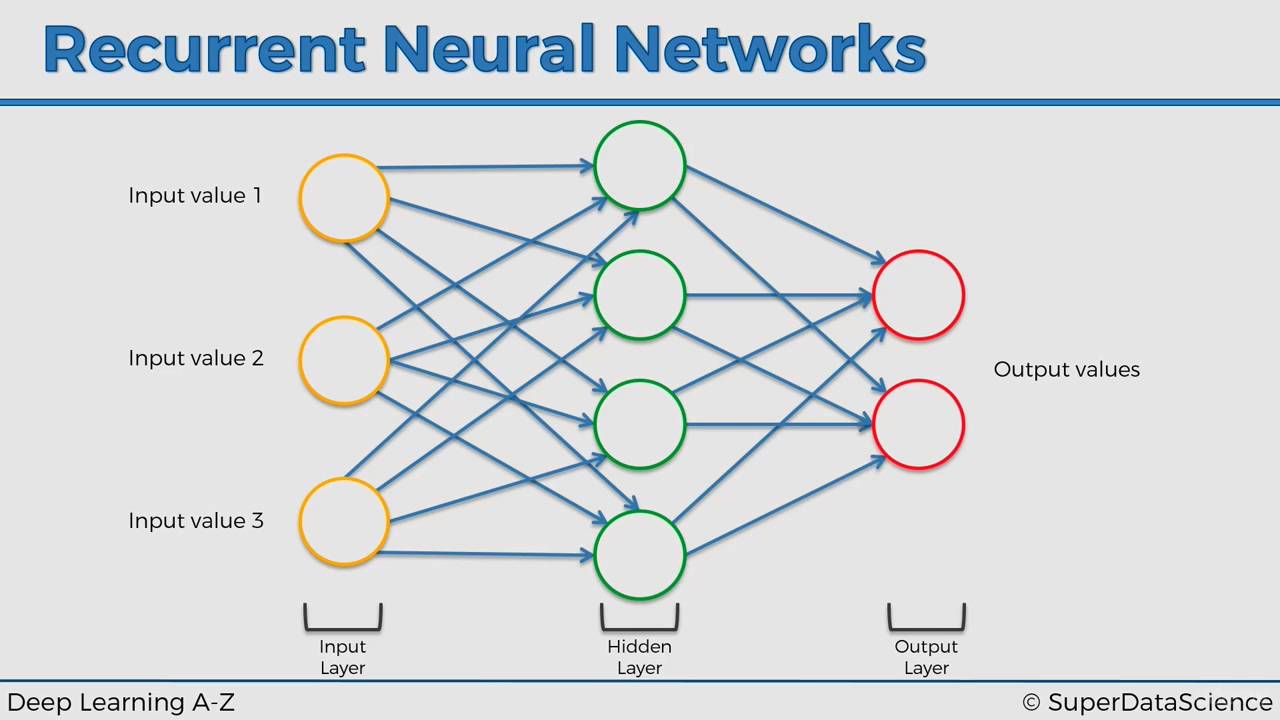 Recurrent Neural Networks
Input value 1
Input value 2
Output values
Input value 3
Input
Layer
Hidden
Layer
Output
Layer
Deep Learning A-Z
© SuperDataScience